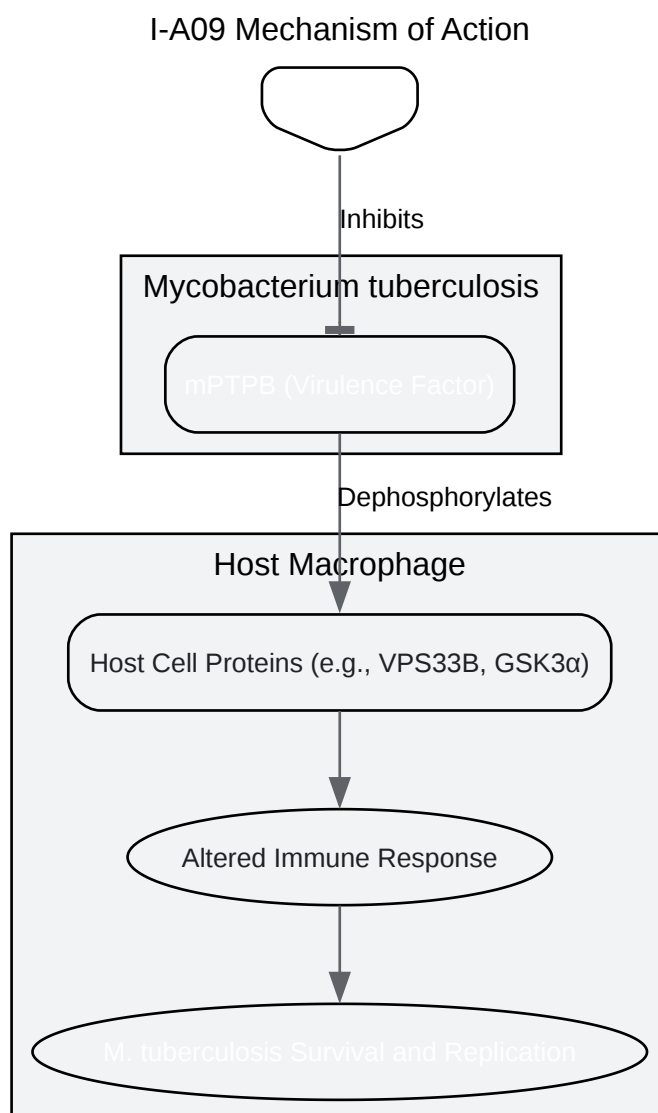 I-A09 Mechanism of Action
Inhibits
Mycobacterium tuberculosis
mPTPB (Virulence Factor)
Dephosphorylates
Host Macrophage
Host Cell Proteins (e.g., VPS33B, GSK3α)
Altered Immune Response
M. tuberculosis Survival and Replication